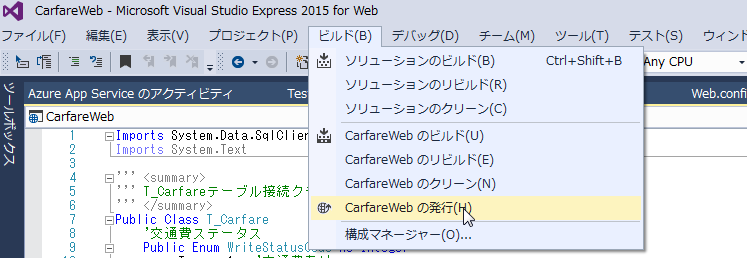 CarfareWeb - Microsoft Visual Studio Express 2015 for Web
ファイル(F) 編集(E) 表示(V) プロジェクト(P) ビルド(B) デバッグ(D) チーム(M) ツール(T) テスト(S) ウィンド
ソリューションのビルド(B) Ctrl+Shift+B
Any CPU
ソリューションのリビルド(R)
ソリューションのクリーン(C)
CarfareWeb のビルド(U)
CarfareWeb のリビルド(E)
CarfareWeb のクリーン(N)
CarfareWeb の発行(H)
構成マネージャー(O)...
ツールボックス
Azure App Service のアクティビティ
Web.confi
CarfareWeb
1 Imports System.Data.SqlClien
2 Imports System.Text
3
4 ''' <summary>
5 ''' T_Carfareテーブル接続ク
6 ''' </summary>
7 Public Class T_Carfare
8 '交通費ステータス
9 Public Enum WriteStatusCode As Integer